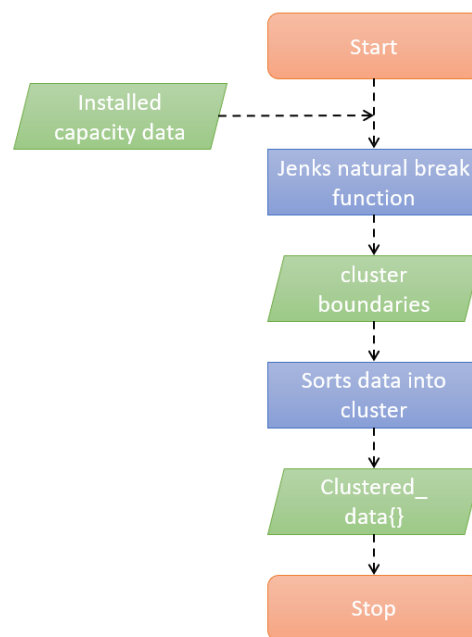 Start
Installed
capacity data
Jenks natural break
function
cluster
boundaries
Sorts data into
cluster
Clustered_
data{}
Stop